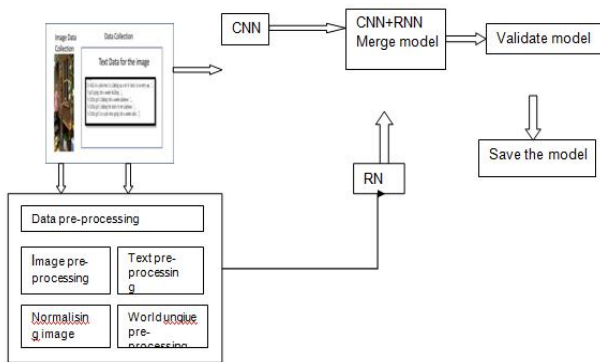 Image Data
Collection
Data Collection
Text Data for the image
CNN
CNN+RNN
Merge model
Validate model
Save the model
RN
Data pre-processing
Image pre-
processing
Text pre-
processin
g
Normalisin
g image
World unqiue
pre-
processing